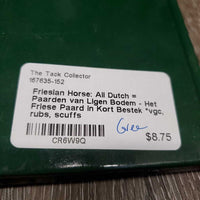 The Tack Collector
167635-152
Friesian Horse: All Dutch =
Paarden van Ligen Bodem - Het
Friese Paard in Kort Bestek *vgc,
rubs, scuffs
$8.75
CR6W9Q